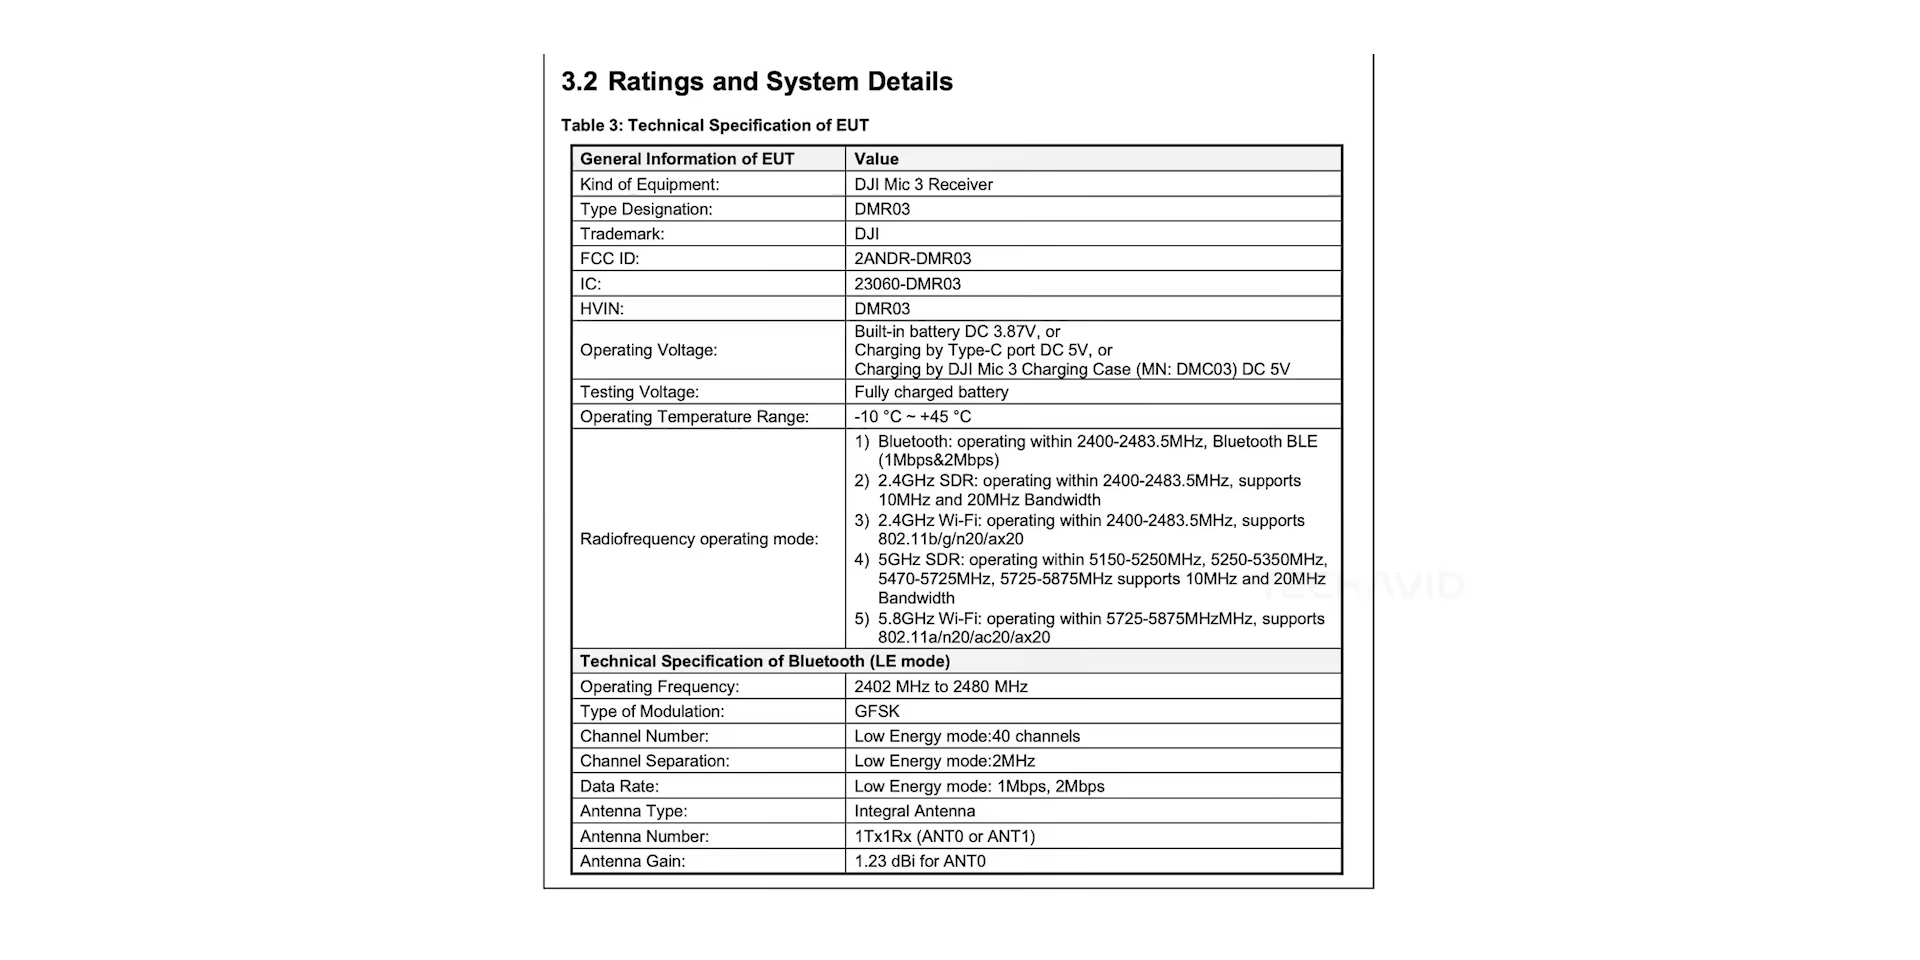 3.2 Ratings and System Details
Table 3: Technical Specification of EUT
General Information of EUT Value
Kind of Equipment: DJI Mic 3 Receiver
Type Designation: DMR03
Trademark: DJI
FCC ID: 2ANDR-DMR03
IC: 23060-DMR03
HVIN: DMR03
Operating Voltage:
Built-in battery DC 3.87V, or
Charging by Type-C port DC 5V, or
Charging by DJI Mic 3 Charging Case (MN: DMC03) DC 5V
Testing Voltage: Fully charged battery
Operating Temperature Range: -10 °C ~ +45 °C
Radiofrequency operating mode:
1) Bluetooth: operating within 2400-2483.5MHz, Bluetooth BLE
(1Mbps&2Mbps)
2) 2.4GHz SDR: operating within 2400-2483.5MHz, supports
10MHz and 20MHz Bandwidth
3) 2.4GHz Wi-Fi: operating within 2400-2483.5MHz, supports
802.11b/g/n20/ax20
4) 5GHz SDR: operating within 5150-5250MHz, 5250-5350MHz,
5470-5725MHz, 5725-5875MHz supports 10MHz and 20MHz
Bandwidth
5) 5.8GHz Wi-Fi: operating within 5725-5875MHzMHz, supports
802.11a/n20/ac20/ax20
Technical Specification of Bluetooth (LE mode)
Operating Frequency: 2402 MHz to 2480 MHz
Type of Modulation: GFSK
Channel Number: Low Energy mode:40 channels
Channel Separation: Low Energy mode:2MHz
Data Rate: Low Energy mode: 1Mbps, 2Mbps
Antenna Type: Integral Antenna
Antenna Number: 1Tx1Rx (ANT0 or ANT1)
Antenna Gain: 1.23 dBi for ANT0
TECHAVID